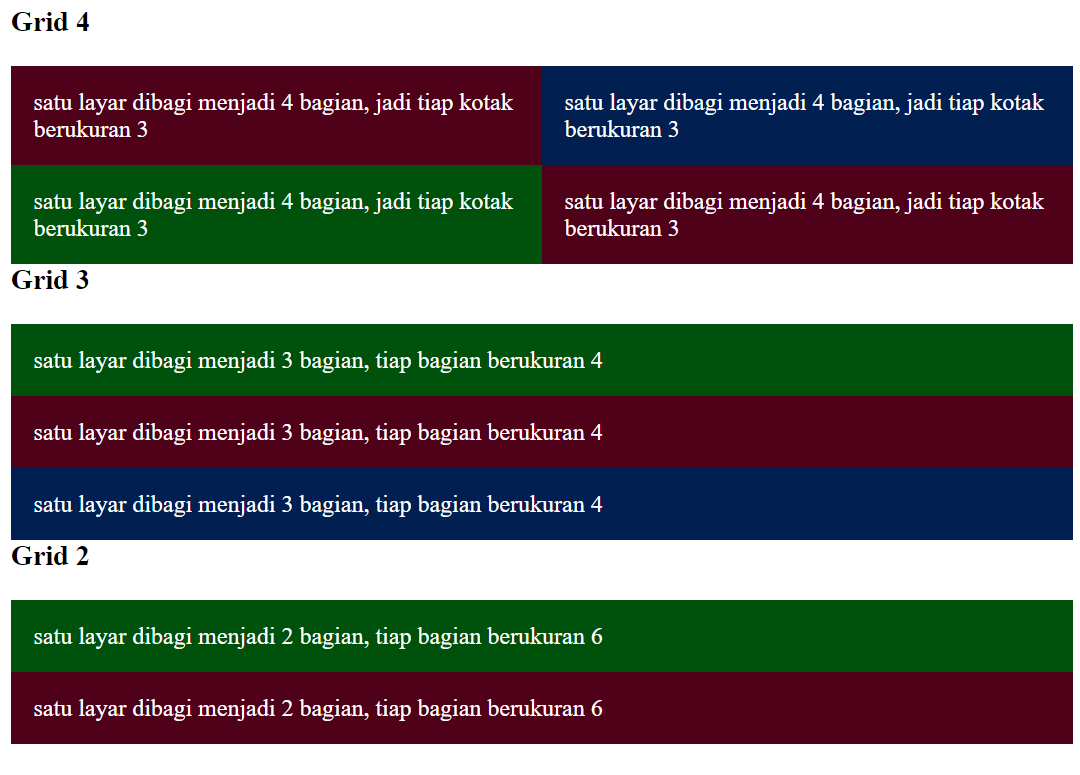 Grid 4
satu layar dibagi menjadi 4 bagian, jadi tiap kotak
berukuran 3
satu layar dibagi menjadi 4 bagian, jadi tiap kotak
berukuran 3
satu layar dibagi menjadi 4 bagian, jadi tiap kotak
berukuran 3
satu layar dibagi menjadi 4 bagian, jadi tiap kotak
berukuran 3
Grid 3
satu layar dibagi menjadi 3 bagian, tiap bagian berukuran 4
satu layar dibagi menjadi 3 bagian, tiap bagian berukuran 4
satu layar dibagi menjadi 3 bagian, tiap bagian berukuran 4
Grid 2
satu layar dibagi menjadi 2 bagian, tiap bagian berukuran 6
satu layar dibagi menjadi 2 bagian, tiap bagian berukuran 6